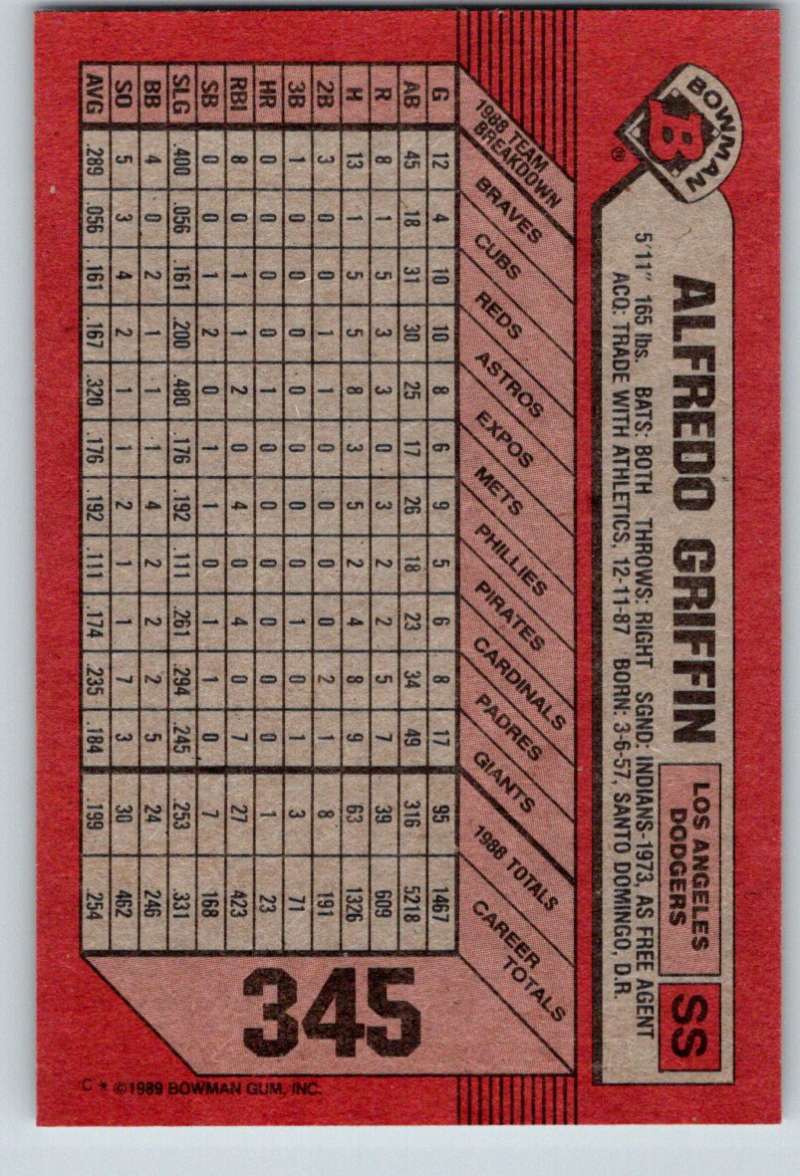 BOWMAN
B
®
ALFREDO GRIFFIN
LOS ANGELES
DODGERS
SS
5'11" 165 lbs. BATS: BOTH THROWS: RIGHT SGND: INDIANS-1973, AS FREE AGENT
ACQ: TRADE WITH ATHLETICS, 12-11-87 BORN: 3-6-57, SANTO DOMINGO, D.R.
1988 TEAM
BREAKDOWN
BRAVES
CUBS
REDS
ASTROS
EXPOS
METS
PHILLIES
PIRATES
CARDINALS
PADRES
GIANTS
1988 TOTALS
CAREER
TOTALS
G 12 4 10 10 8 6 9 5 6 8 17 95 1467
AB 45 18 31 30 25 17 26 18 23 34 49 316 5218
R 8 1 5 3 3 0 3 2 2 5 7 39 609
H 13 1 5 5 8 3 5 2 4 8 9 63 1326
2B 3 0 0 1 1 0 0 0 0 2 1 8 191
3B 1 0 0 0 0 0 0 0 1 0 1 3 71
HR 0 0 0 0 1 0 0 0 0 0 0 1 23
RBI 8 0 1 1 2 0 4 0 4 0 7 27 423
SB 0 0 1 2 0 1 1 0 1 1 0 7 168
SLG .400 .056 .161 .200 .480 .176 .192 .111 .261 .294 .245 .253 .331
BB 4 0 2 1 1 1 4 2 2 2 5 24 246
SO 5 3 4 2 1 1 2 1 1 7 3 30 462
AVG .289 .056 .161 .167 .320 .176 .192 .111 .174 .235 .184 .199 .254
345
C * ©1989 BOWMAN GUM, INC.